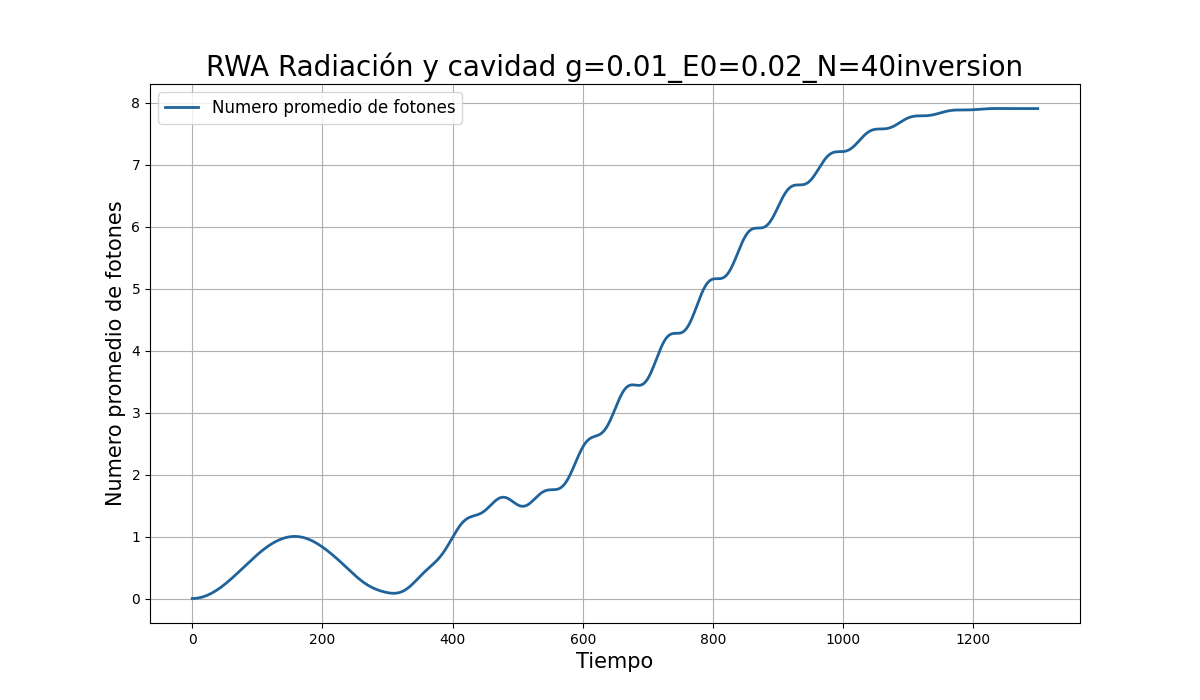 RWA Radiación y cavidad g=0.01_E0=0.02_N=40inversion
Numero promedio de fotones
Numero promedio de fotones
8
7
6
5
4
3
2
1
0
0 200 400 600 800 1000 1200
Tiempo